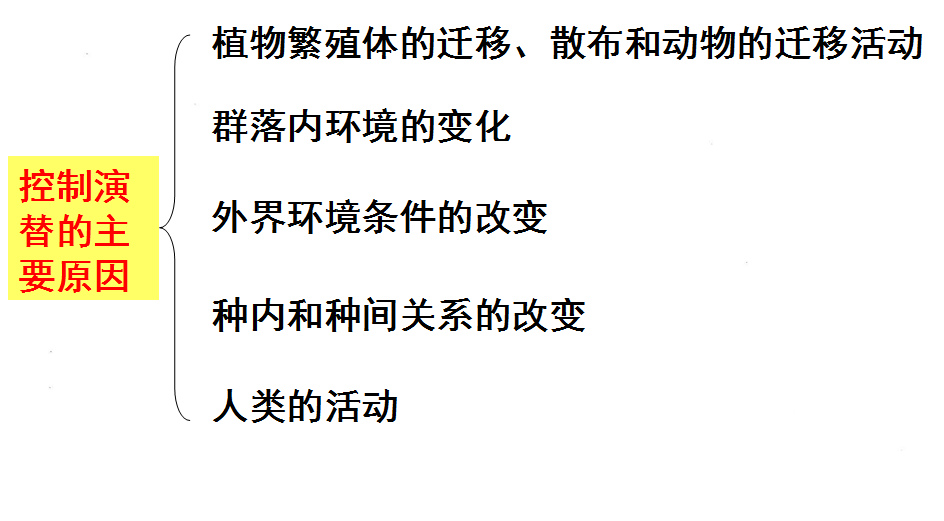 植物繁殖体的迁移、散布和动物的迁移活动
群落内环境的变化
控制演
替的主
要原因
外界环境条件的改变
种内和种间关系的改变
人类的活动